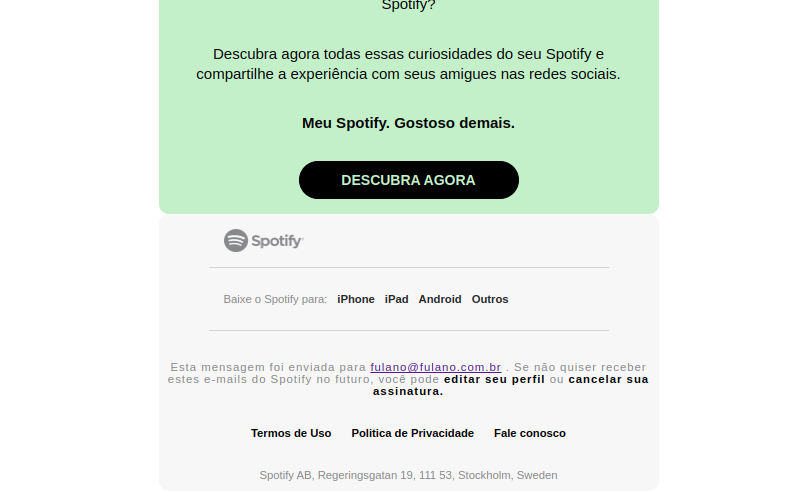 Spotify?
Descubra agora todas essas curiosidades do seu Spotify e
compartilhe a experiência com seus amigues nas redes sociais.
Meu Spotify. Gostoso demais.
DESCUBRA AGORA
Spotify
Baixe o Spotify para: iPhone iPad Android Outros
Esta mensagem foi enviada para fulano@fulano.com.br . Se não quiser receber
estes e-mails do Spotify no futuro, você pode editar seu perfil ou cancelar sua
assinatura.
Termos de Uso Politica de Privacidade Fale conosco
Spotify AB, Regeringsgatan 19, 111 53, Stockholm, Sweden